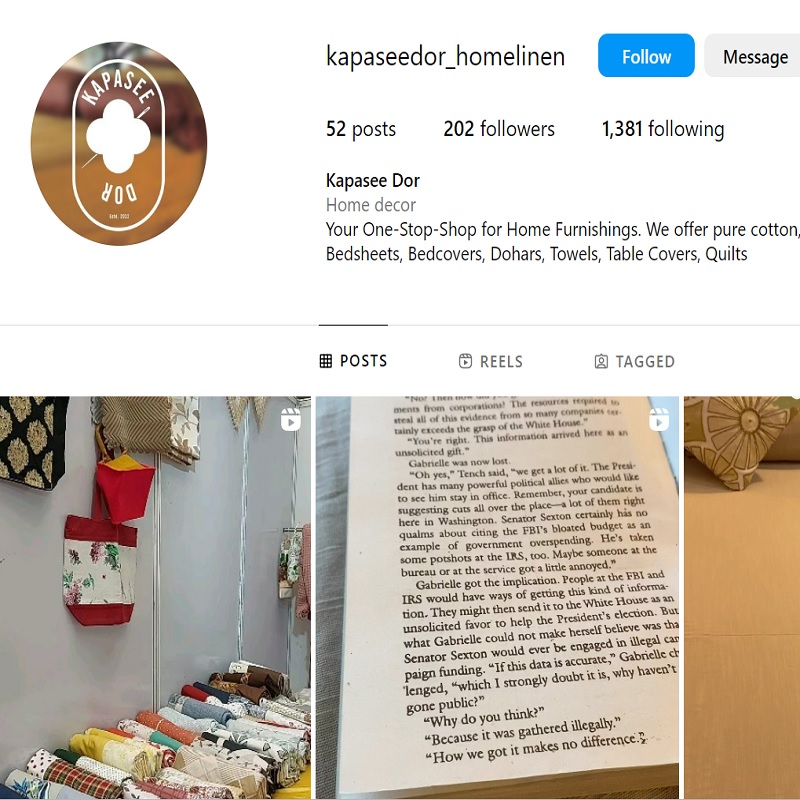 kapaseedor_homelinen
Follow
Message
KAPASEE
DOR
Estd. 2022
52 posts
202 followers
1,381 following
Kapasee Dor
Home decor
Your One-Stop-Shop for Home Furnishings. We offer pure cotton,
Bedsheets, Bedcovers, Dohars, Towels, Table Covers, Quilts
POSTS
REELS
TAGGED
ments from corporations! The resources required to
steal all of this evidence from so many companies cer-
tainly exceeds the grasp of the White House."
"You're right. This information arrived here as an
unsolicited gift."
Gabrielle was now lost.
"Oh yes," Tench said, "we get a lot of it. The Presi-
dent has many powerful political allies who would like
to see him stay in office. Remember, your candidate is
suggesting cuts all over the place—a lot of them right
here in Washington. Senator Sexton certainly has no
qualms about citing the FBI's bloated budget as an
example of government overspending. He's taken
some potshots at the IRS, too. Maybe someone at the
bureau or at the service got a little annoyed."
Gabrielle got the implication. People at the FBI and
IRS would have ways of getting this kind of informa-
tion. They might then send it to the White House as an
unsolicited favor to help the President's election. But
what Gabrielle could not make herself believe was tha
Senator Sexton would ever be engaged in illegal car
paign funding. "If this data is accurate," Gabrielle ch
'lenged, "which I strongly doubt it is, why haven't
gone public?"
"Why do you think?"
"Because it was gathered illegally."
"How we got it makes no difference."